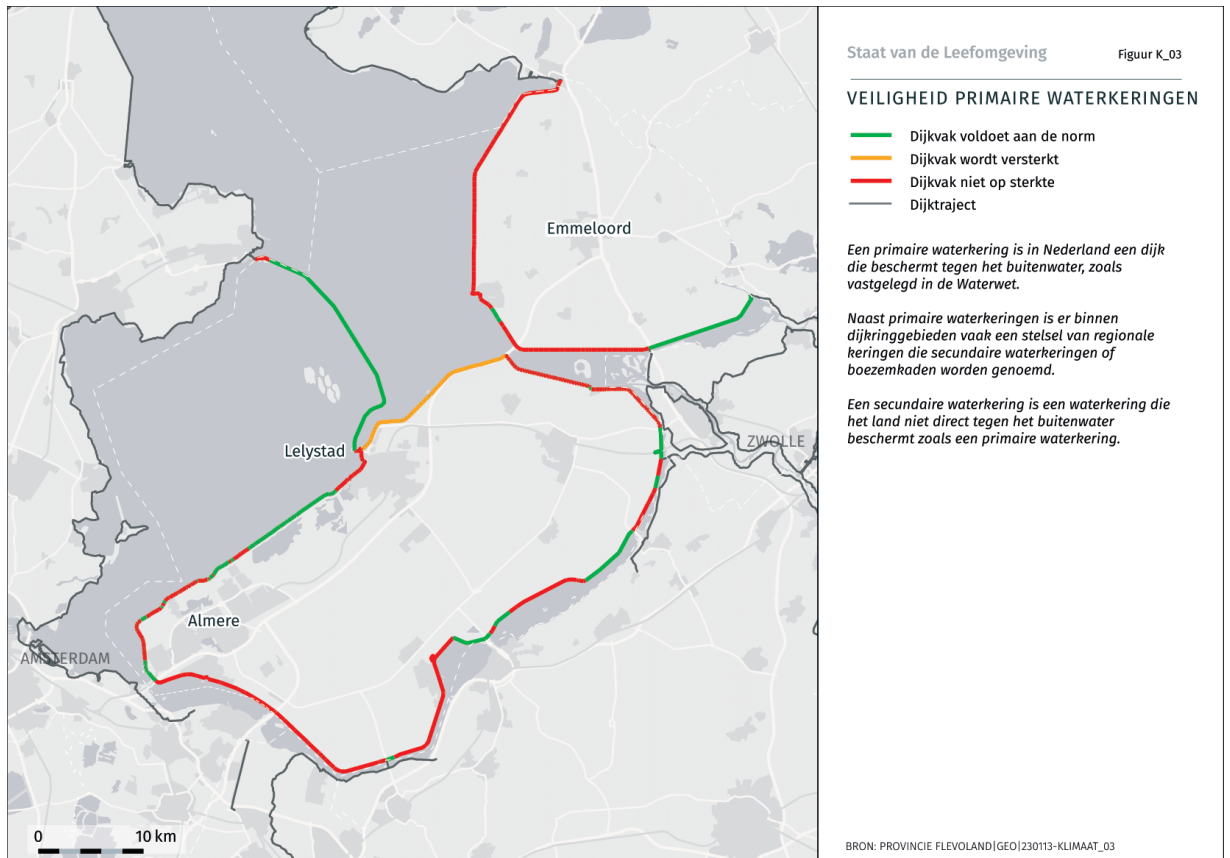 Staat van de Leefomgeving
Figuur K_03
VEILIGHEID PRIMAIRE WATERKERINGEN
Dijkvak voldoet aan de norm
Dijkvak wordt versterkt
Dijkvak niet op sterkte
Dijktraject
Een primaire waterkering is in Nederland een dijk
die beschermt tegen het buitenwater, zoals
vastgelegd in de Waterwet.
Naast primaire waterkeringen is er binnen
dijkringgebieden vaak een stelsel van regionale
keringen die secundaire waterkeringen of
boezemkaden worden genoemd.
Een secundaire waterkering is een waterkering die
het land niet direct tegen het buitenwater
beschermt zoals een primaire waterkering.
Emmeloord
ZWOLLE
Lelystad
Almere
AMSTERDAM
0 10 km
BRON: PROVINCIE FLEVOLAND|GEO|230113-KLIMAAT_03